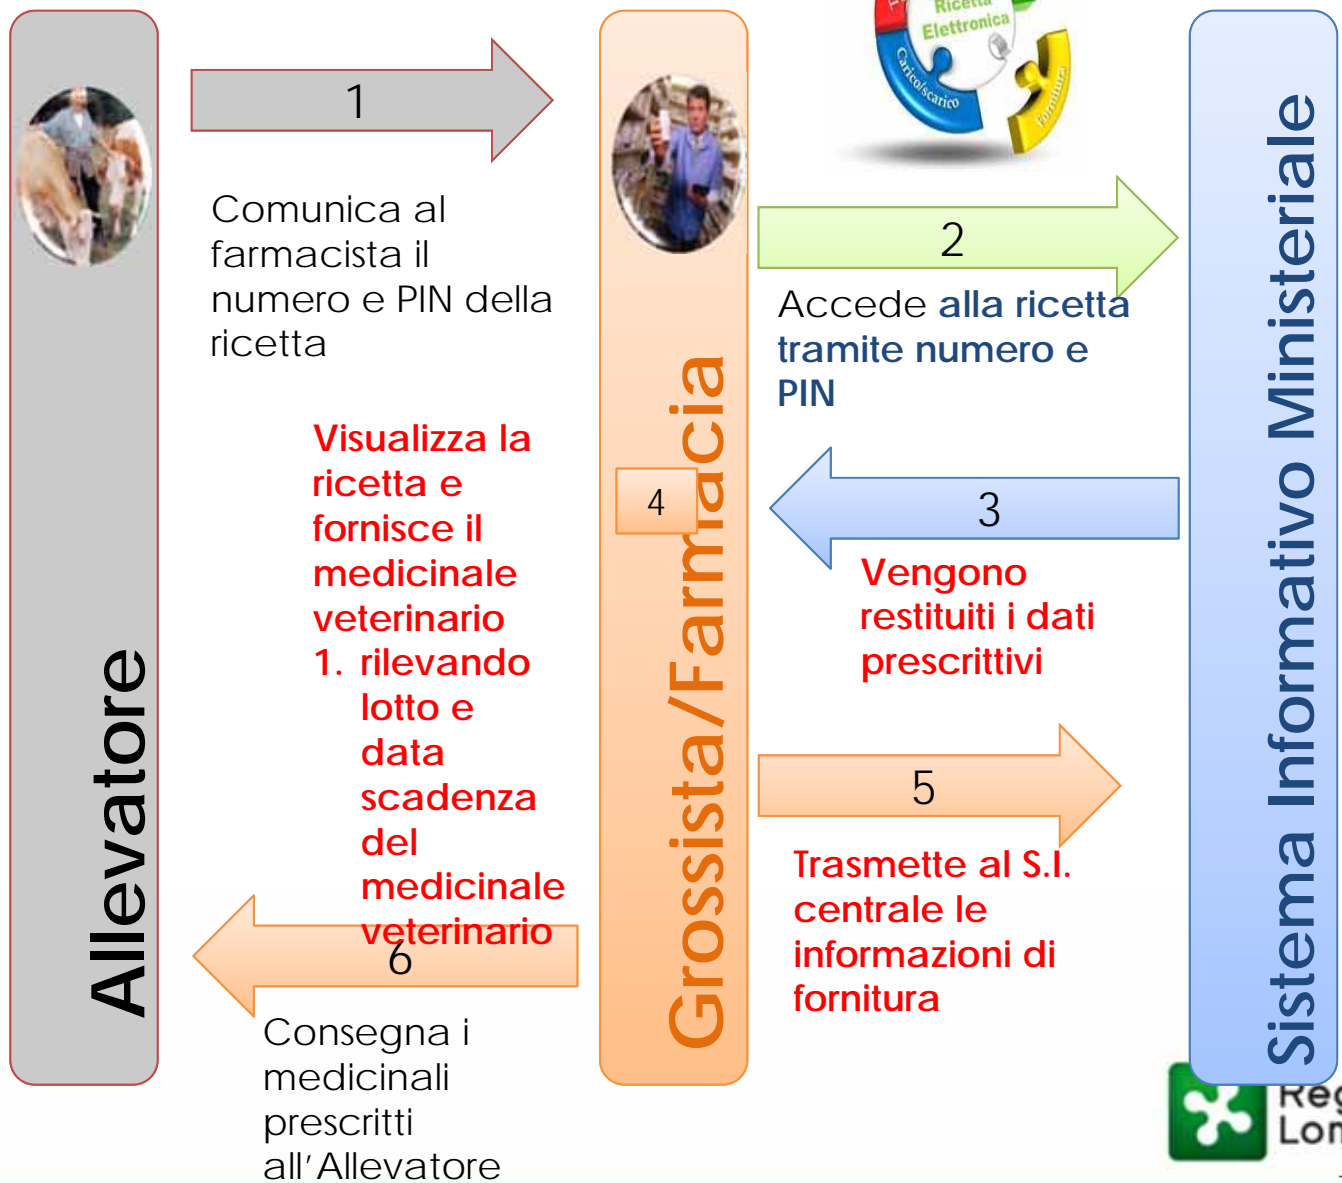 Ricetta
Elettronica
Carico/scarico
Fornitura
1
Comunica al
farmacista il
numero e PIN della
ricetta
2
Accede alla ricetta
tramite numero e
PIN
3
Vengono
restituiti i dati
prescrittivi
4
Visualizza la
ricetta e
fornisce il
medicinale
veterinario
1. rilevando
lotto e
data
scadenza
del
medicinale
veterinario
5
Trasmette al S.I.
centrale le
informazioni di
fornitura
6
Consegna i
medicinali
prescritti
all'Allevatore
Allevatore
Grossista/Farmacia
Sistema Informativo Ministeriale